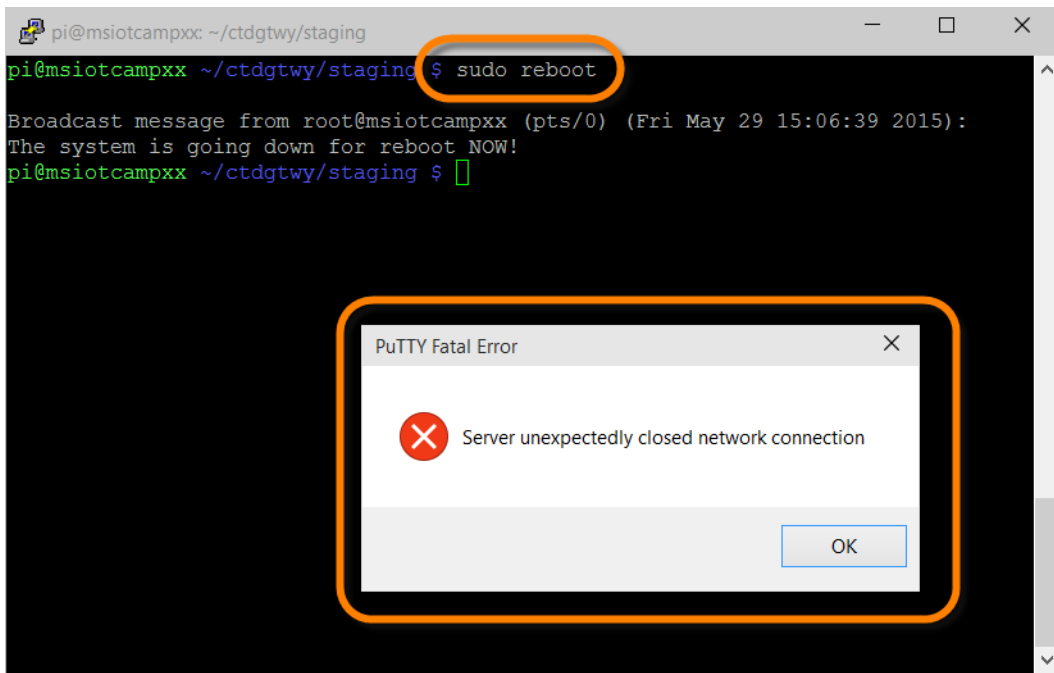 pi@msiotcampxx: ~/ctdgtwy/staging
pi@msiotcampxx ~/ctdgtwy/staging $ sudo reboot
Broadcast message from root@msiotcampxx (pts/0) (Fri May 29 15:06:39 2015):
The system is going down for reboot NOW!
pi@msiotcampxx ~/ctdgtwy/staging $
PuTTY Fatal Error
Server unexpectedly closed network connection
OK